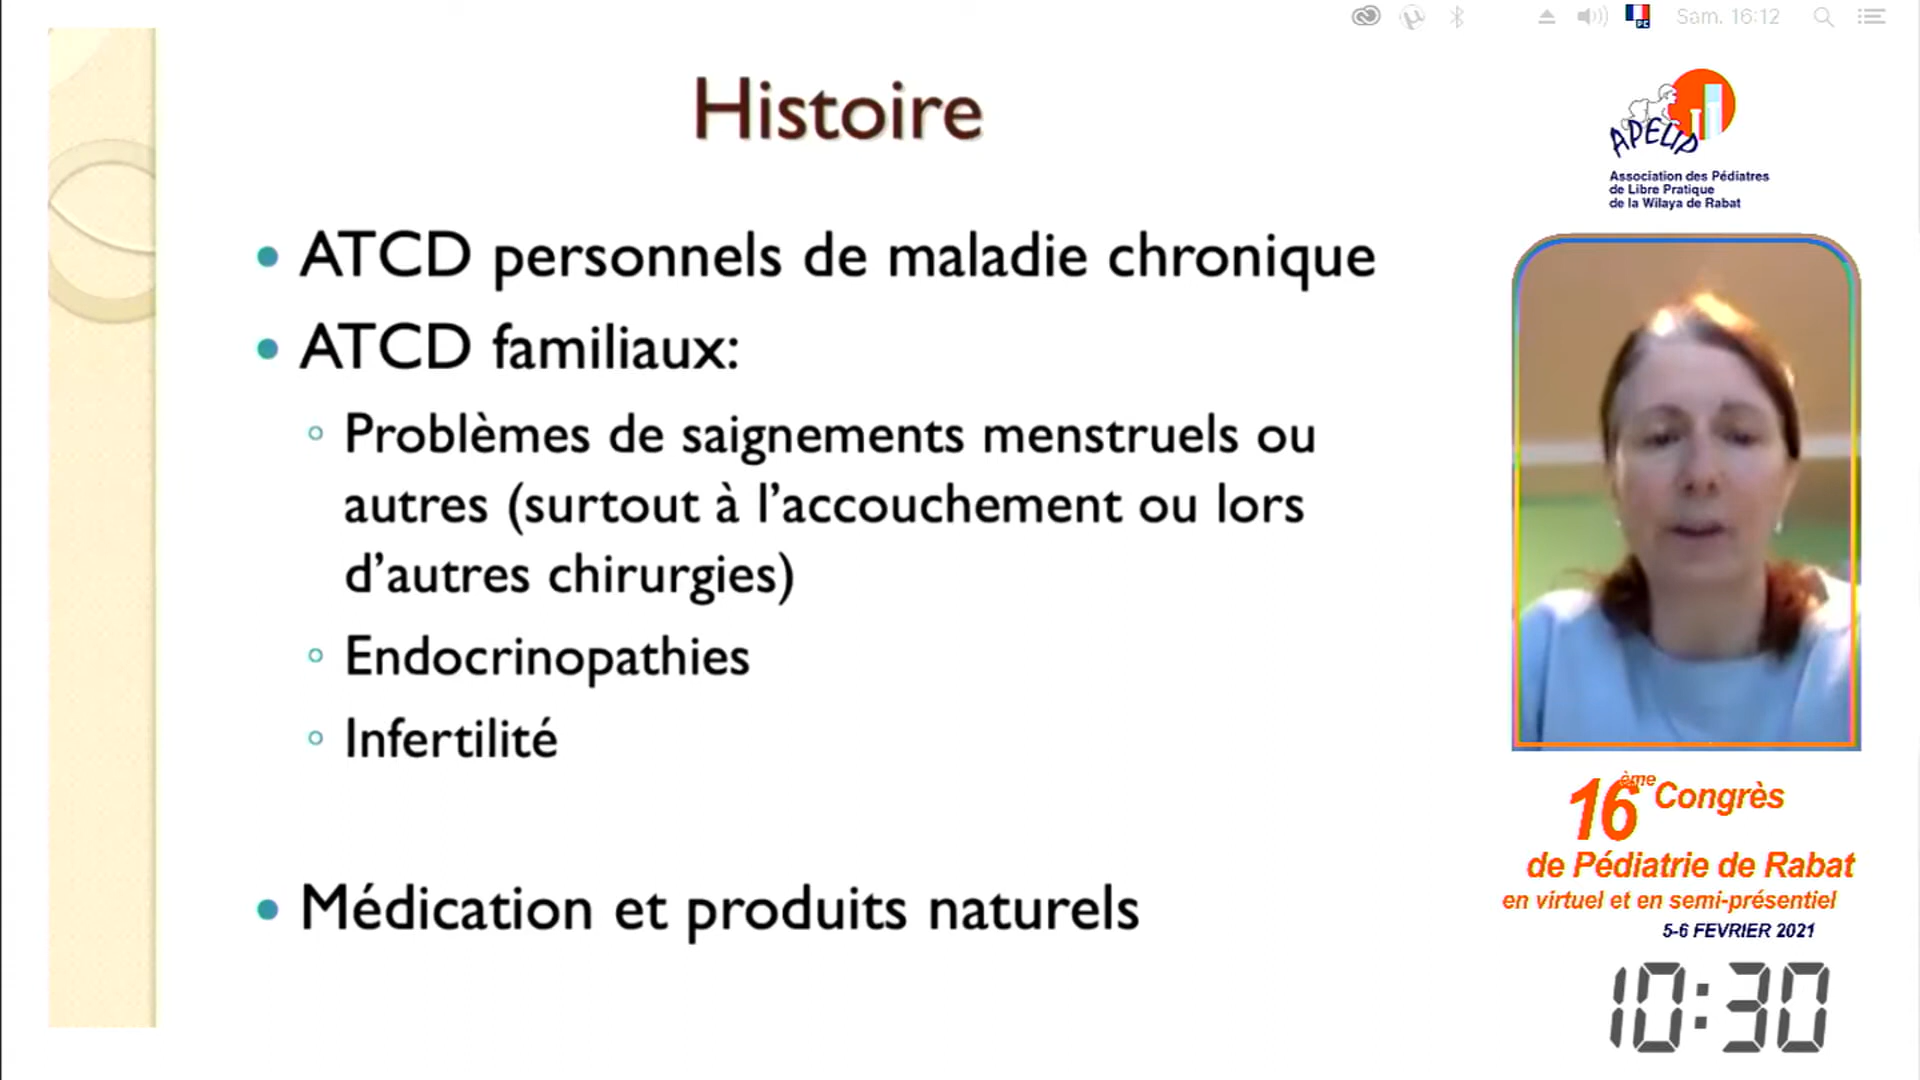 Sam. 16:12
Histoire
ATCD personnels de maladie chronique
ATCD familiaux:
Problèmes de saignements menstruels ou
autres (surtout à l’accouchement ou lors
d’autres chirurgies)
Endocrinopathies
Infertilité
Médication et produits naturels
APELIP
Association des Pédiatres
de Libre Pratique
de la Wilaya de Rabat
16ème Congrès
de Pédiatrie de Rabat
en virtuel et en semi-présentiel
5-6 FEVRIER 2021
10:30